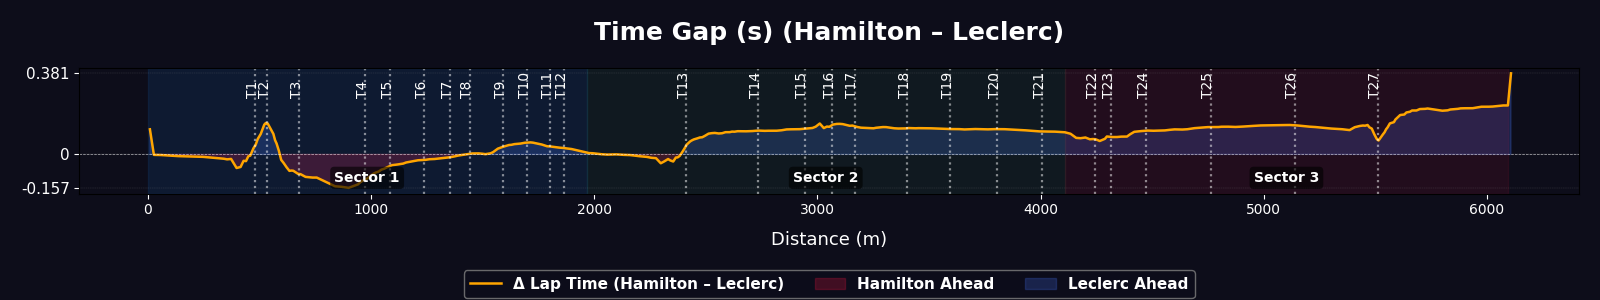 Time Gap (s) (Hamilton – Leclerc)
0.381
0
-0.157
T1
T2
T3
T4
T5
T6
T7
T8
T9
T10
T11
T12
T13
T14
T15
T16
T17
T18
T19
T20
T21
T22
T23
T24
T25
T26
T27
Sector 1
Sector 2
Sector 3
0 1000 2000 3000 4000 5000 6000
Distance (m)
Δ Lap Time (Hamilton – Leclerc) Hamilton Ahead Leclerc Ahead